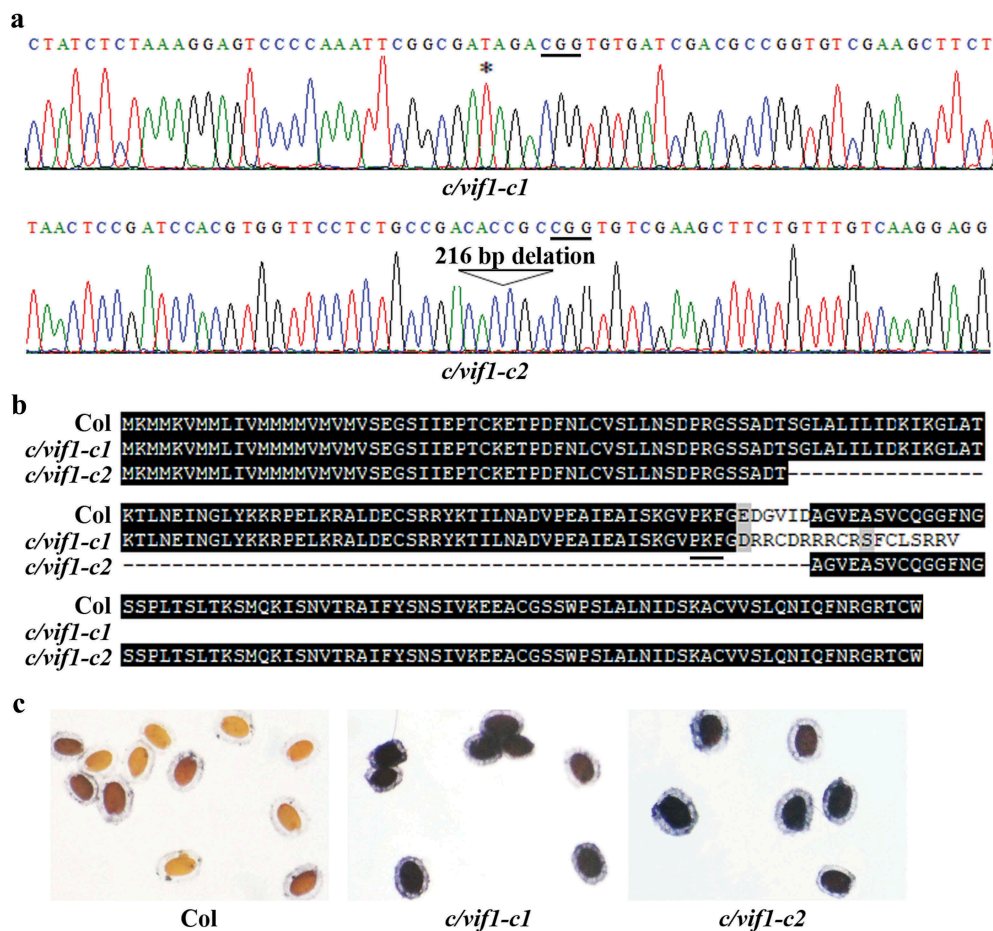 a
CTATCTCTAAAGGAGTCCCCAAATTCGGCGATAGACGGTGTGATCGACGCCGGTGTCGAAGCTTCT
*
c/vif1-c1
TAACTCCGATCCACGTGGTTCCTCTGCCGACACCGCCGGTGTCGAAGCTTCTGTTTGTCAAGGAGG
216 bp delation
c/vif1-c2
b
Col MKMMKVMMLIVMMMMVMVMVSEGSIIEPTCKETPDFNLCVSLLNSDPRGSSADTSGLALILIDKIKGLAT
c/vif1-c1 MKMMKVMMLIVMMMMVMVMVSEGSIIEPTCKETPDFNLCVSLLNSDPRGSSADTSGLALILIDKIKGLAT
c/vif1-c2 MKMMKVMMLIVMMMMVMVMVSEGSIIEPTCKETPDFNLCVSLLNSDPRGSSADT----------------
Col KTLNEINGLYKKRPELKRALDECSRRYKTILNADVPEAIEAISKGVPKFGEDGVIDAGVEASVCQGGFNG
c/vif1-c1 KTLNEINGLYKKRPELKRALDECSRRYKTILNADVPEAIEAISKGVPKFGDRRCDRRRCRSFCLSRRV
c/vif1-c2 --------------------------------------------------------AGVEASVCQGGFNG
Col SSPLTSLTKSMQKISNVTRAIFYSNSIVKEEACGSSWPSLALNIDSKACVVSLQNIQFNRGRTCW
c/vif1-c1
c/vif1-c2 SSPLTSLTKSMQKISNVTRAIFYSNSIVKEEACGSSWPSLALNIDSKACVVSLQNIQFNRGRTCW
c
Col
c/vif1-c1
c/vif1-c2